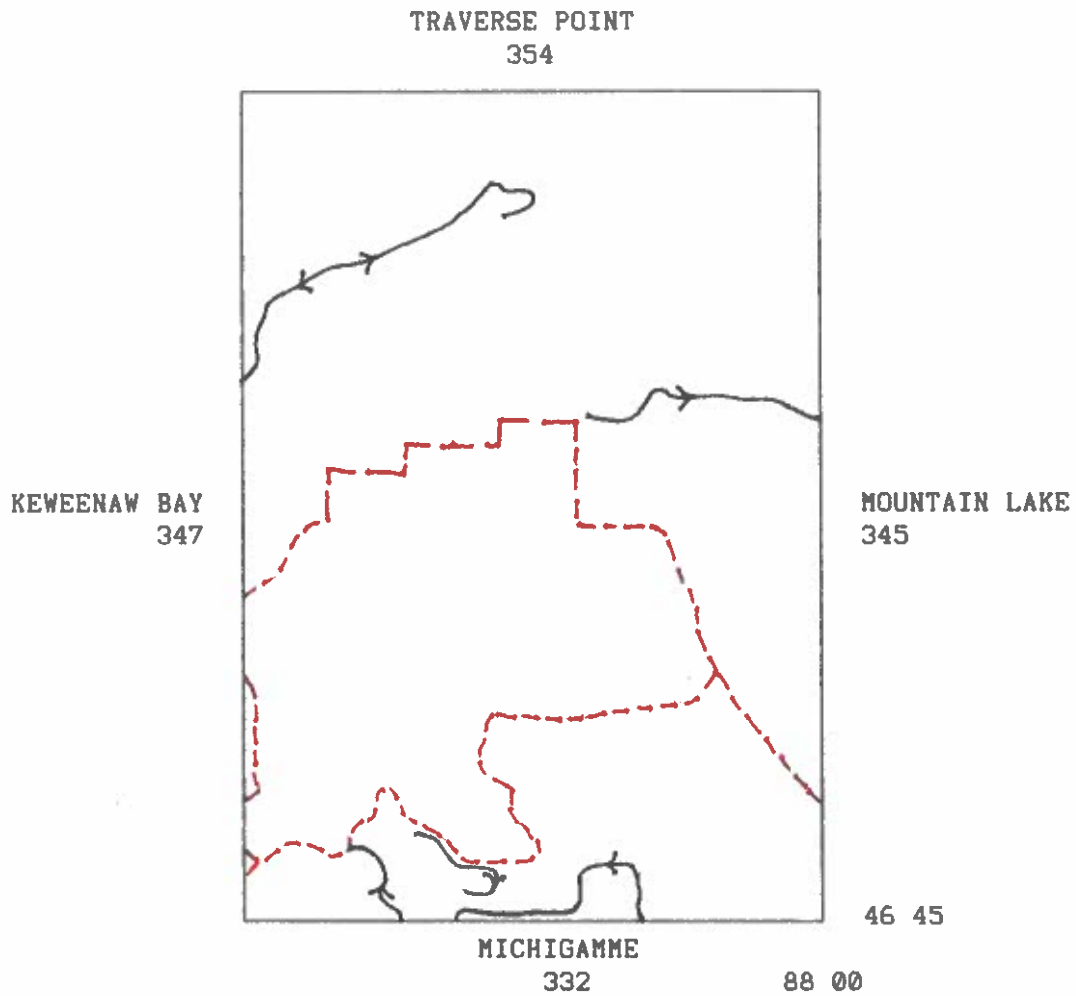 TRAVERSE POINT
354
KEWEENAW BAY
347
MOUNTAIN LAKE
345
46 45
MICHIGAMME
332
88 00